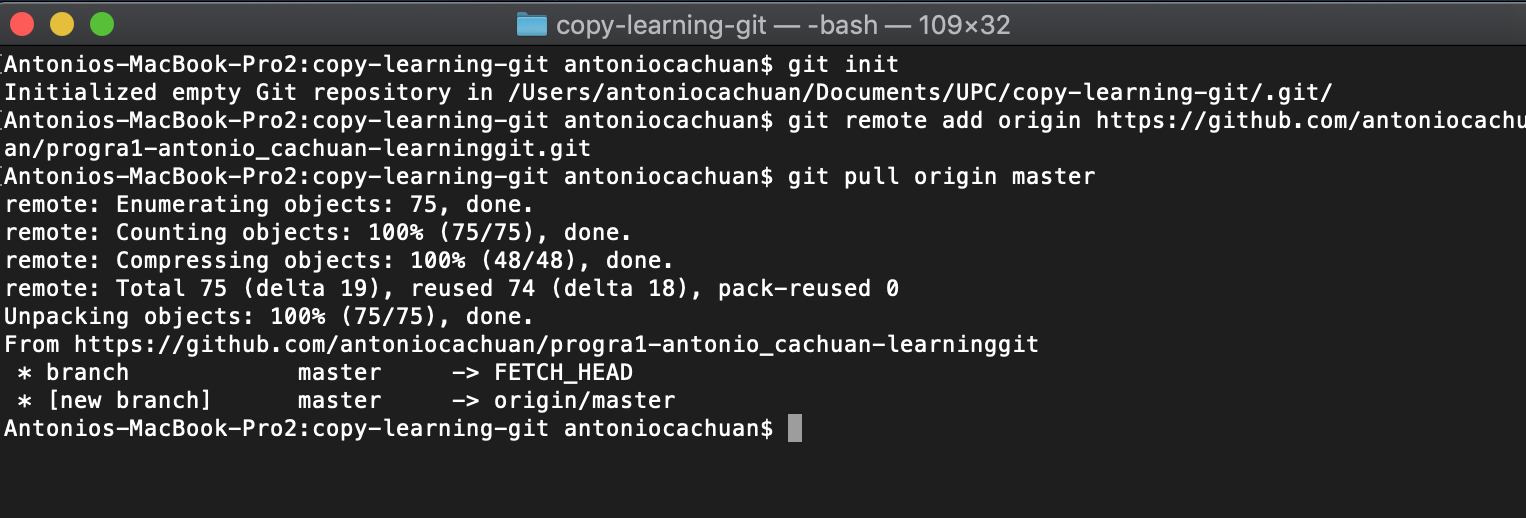 copy-learning-git — -bash — 109×32
[Antonios-MacBook-Pro2:copy-learning-git antoniocachuan$ git init
Initialized empty Git repository in /Users/antoniocachuan/Documents/UPC/copy-learning-git/.git/
[Antonios-MacBook-Pro2:copy-learning-git antoniocachuan$ git remote add origin https://github.com/antoniocachu
an/progra1-antonio_cachuan-learninggit.git
[Antonios-MacBook-Pro2:copy-learning-git antoniocachuan$ git pull origin master
remote: Enumerating objects: 75, done.
remote: Counting objects: 100% (75/75), done.
remote: Compressing objects: 100% (48/48), done.
remote: Total 75 (delta 19), reused 74 (delta 18), pack-reused 0
Unpacking objects: 100% (75/75), done.
From https://github.com/antoniocachuan/progra1-antonio_cachuan-learninggit
 * branch            master     -> FETCH_HEAD
 * [new branch]      master     -> origin/master
Antonios-MacBook-Pro2:copy-learning-git antoniocachuan$